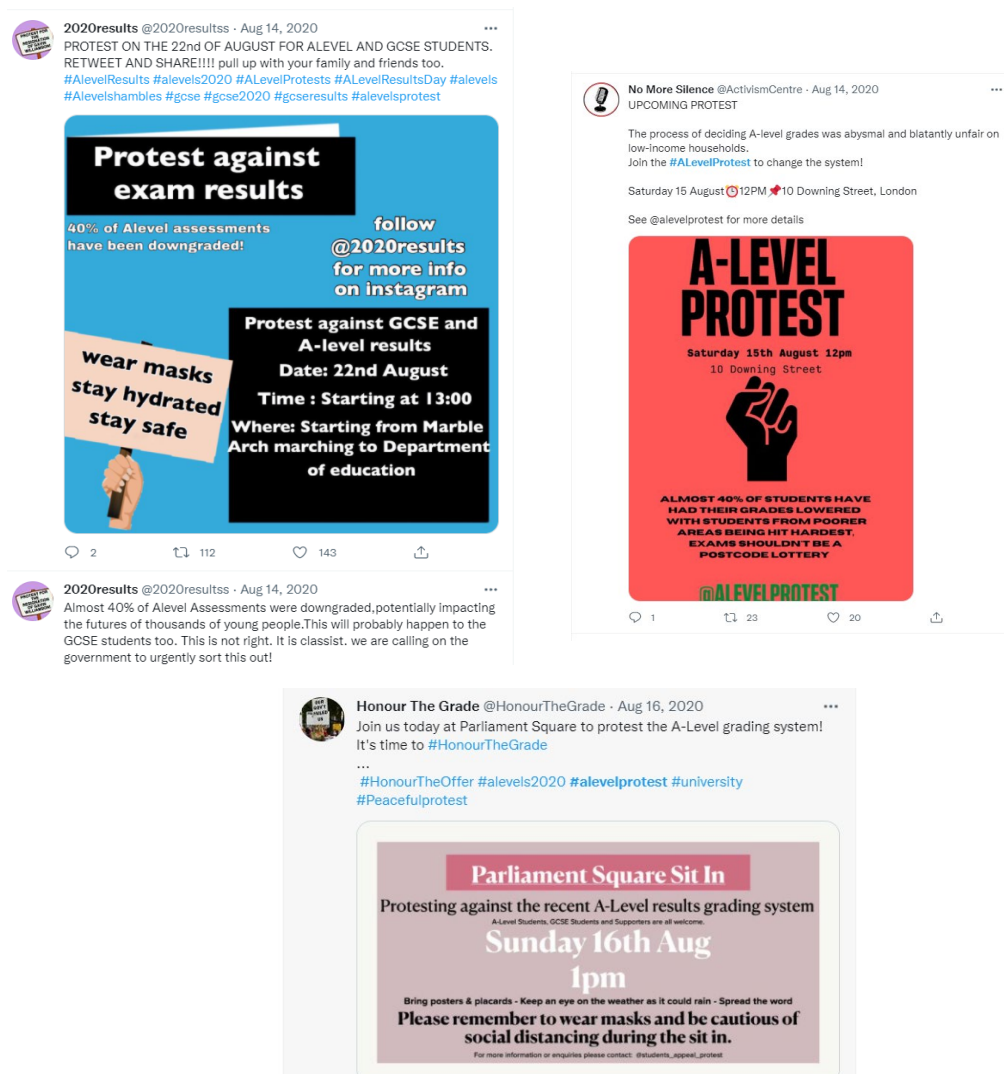 2020results @2020resultss · Aug 14, 2020
PROTEST ON THE 22nd OF AUGUST FOR ALEVEL AND GCSE STUDENTS.
RETWEET AND SHARE!!!! pull up with your family and friends too.
#AlevelResults #alevels2020 #ALevelProtests #ALevelResultsDay #alevels
#Alevelshambles #gcse #gcse2020 #gcseresults #alevelsprotest
Protest against
exam results
40% of Alevel assessments
have been downgraded!
follow
@2020results
for more info
on instagram
wear masks
stay hydrated
stay safe
Protest against GCSE and
A-level results
Date: 22nd August
Time : Starting at 13:00
Where: Starting from Marble
Arch marching to Department
of education
2 112 143
2020results @2020resultss · Aug 14, 2020
Almost 40% of Alevel Assessments were downgraded,potentially impacting
the futures of thousands of young people.This will probably happen to the
GCSE students too. This is not right. It is classist. we are calling on the
government to urgently sort this out!
No More Silence @ActivismCentre · Aug 14, 2020
UPCOMING PROTEST
The process of deciding A-level grades was abysmal and blatantly unfair on
low-income households.
Join the #ALevelProtest to change the system!
Saturday 15 August⏰12PM 📌10 Downing Street, London
See @alevelprotest for more details
A-LEVEL
PROTEST
Saturday 15th August 12pm
10 Downing Street
ALMOST 40% OF STUDENTS HAVE
HAD THEIR GRADES LOWERED
WITH STUDENTS FROM POORER
AREAS BEING HIT HARDEST,
EXAMS SHOULDN'T BE A
POSTCODE LOTTERY
@ALEVELPROTEST
1 23 20
Honour The Grade @HonourTheGrade · Aug 16, 2020
Join us today at Parliament Square to protest the A-Level grading system!
It's time to #HonourTheGrade
...
#HonourTheOffer #alevels2020 #alevelprotest #university
#Peacefulprotest
Parliament Square Sit In
Protesting against the recent A-Level results grading system
A-Level Students, GCSE Students and Supporters are all welcome.
Sunday 16th Aug
1pm
Bring posters & placards - Keep an eye on the weather as it could rain - Spread the word
Please remember to wear masks and be cautious of
social distancing during the sit in.
For more information or enquiries please contact: @students_appeal_protest